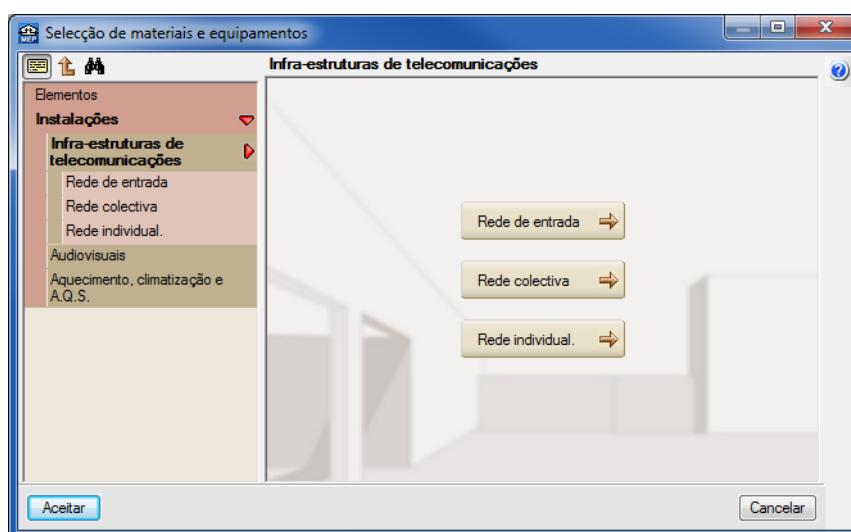 MEP
Selecção de materiais e equipamentos
Infra-estruturas de telecomunicações
Elementos
Instalações
Infra-estruturas de
telecomunicações
Rede de entrada
Rede colectiva
Rede individual.
Audiovisuais
Aquecimento, climatização e
A.Q.S.
Rede de entrada
Rede colectiva
Rede individual.
Aceitar
Cancelar